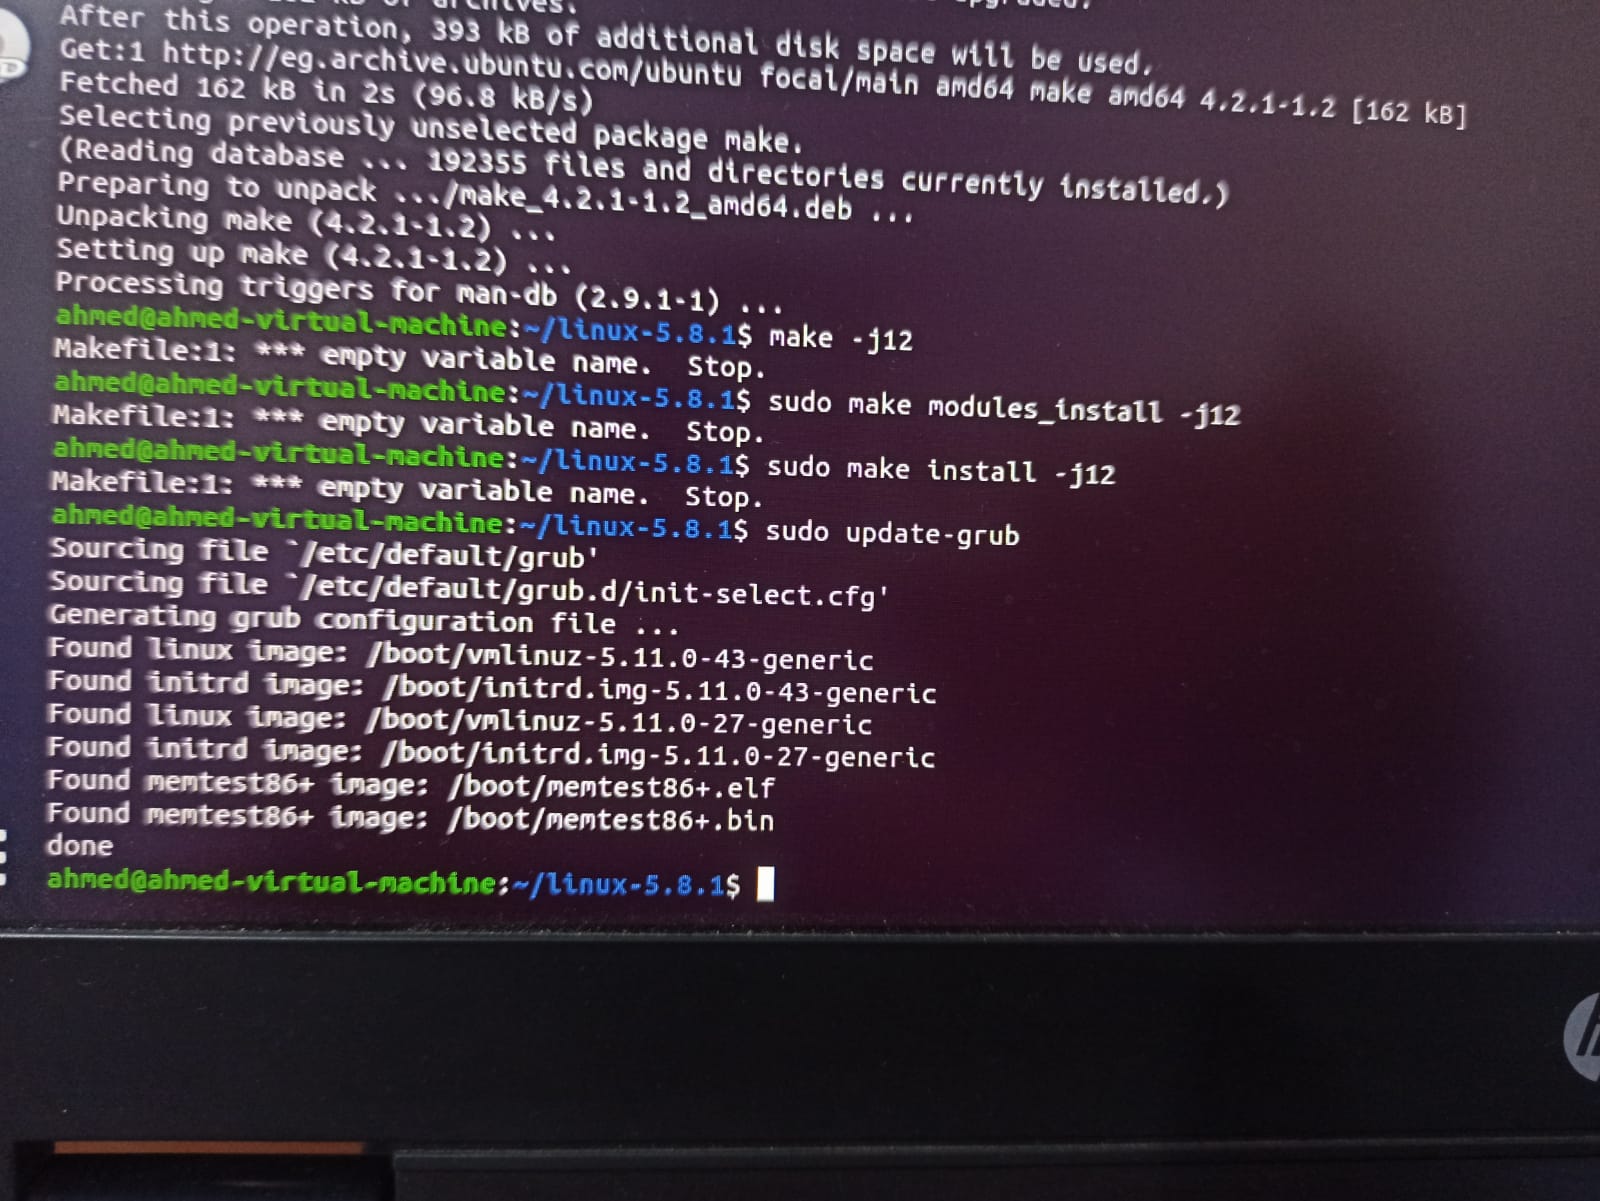 kB of archives.
After this operation, 393 kB of additional disk space will be used.
Get:1 http://eg.archive.ubuntu.com/ubuntu focal/main amd64 make amd64 4.2.1-1.2 [162 kB]
Fetched 162 kB in 2s (96.8 kB/s)
Selecting previously unselected package make.
(Reading database ... 192355 files and directories currently installed.)
Preparing to unpack .../make_4.2.1-1.2_amd64.deb ...
Unpacking make (4.2.1-1.2) ...
Setting up make (4.2.1-1.2) ...
Processing triggers for man-db (2.9.1-1) ...
ahmed@ahmed-virtual-machine:~/linux-5.8.1$ make -j12
Makefile:1: *** empty variable name.  Stop.
ahmed@ahmed-virtual-machine:~/linux-5.8.1$ sudo make modules_install -j12
Makefile:1: *** empty variable name.  Stop.
ahmed@ahmed-virtual-machine:~/linux-5.8.1$ sudo make install -j12
Makefile:1: *** empty variable name.  Stop.
ahmed@ahmed-virtual-machine:~/linux-5.8.1$ sudo update-grub
Sourcing file `/etc/default/grub'
Sourcing file `/etc/default/grub.d/init-select.cfg'
Generating grub configuration file ...
Found linux image: /boot/vmlinuz-5.11.0-43-generic
Found initrd image: /boot/initrd.img-5.11.0-43-generic
Found linux image: /boot/vmlinuz-5.11.0-27-generic
Found initrd image: /boot/initrd.img-5.11.0-27-generic
Found memtest86+ image: /boot/memtest86+.elf
Found memtest86+ image: /boot/memtest86+.bin
done
ahmed@ahmed-virtual-machine:~/linux-5.8.1$